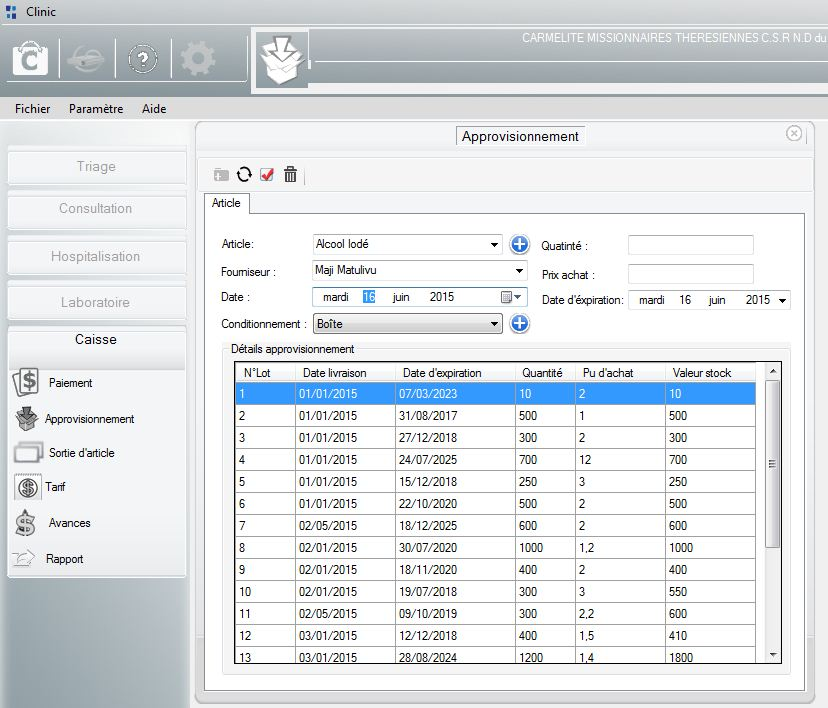 Clinic
CARMELITE MISSIONNAIRES THERESIENNES C.S.R N.D du
Fichier Paramètre Aide
Triage
Consultation
Hospitalisation
Laboratoire
Caisse
Paiement
Approvisionnement
Sortie d'article
Tarif
Avances
Rapport
Approvisionnement
Article
Article: Alcool Iodé Quatinté :
Fourniseur : Maji Matulivu Prix achat :
Date : mardi 16 juin 2015 Date d'éxpiration: mardi 16 juin 2015
Conditionnement : Boîte
Détails approvisionnement
N°Lot Date livraison Date d'expiration Quantité Pu d'achat Valeur stock
1 01/01/2015 07/03/2023 10 2 10
2 01/01/2015 31/08/2017 500 1 500
3 01/01/2015 27/12/2018 300 2 300
4 01/01/2015 24/07/2025 700 12 700
5 01/01/2015 15/12/2018 250 3 250
6 01/01/2015 22/10/2020 500 2 500
7 02/05/2015 18/12/2025 600 2 600
8 02/01/2015 30/07/2020 1000 1,2 1000
9 02/01/2015 18/11/2020 400 2 400
10 02/01/2015 19/07/2018 300 3 550
11 02/05/2015 09/10/2019 300 2,2 600
12 03/01/2015 12/12/2018 400 1,5 410
13 03/01/2015 28/08/2024 1200 1,4 1800